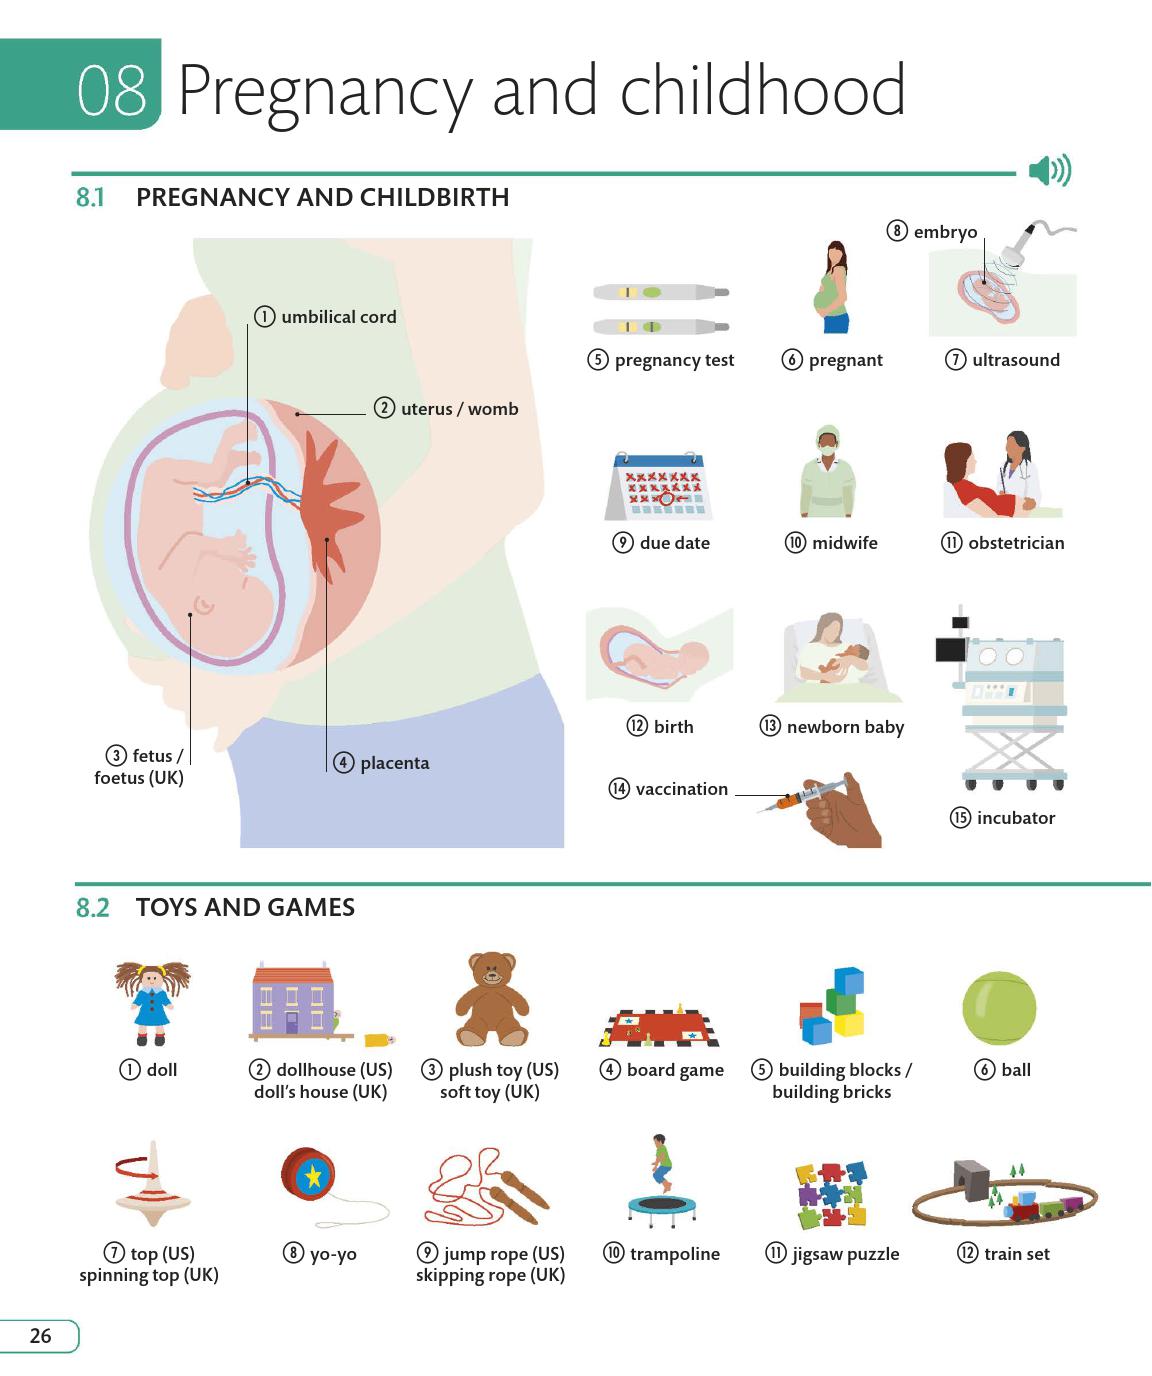 08 Pregnancy and childhood
8.1 PREGNANCY AND CHILDBIRTH
① umbilical cord
② uterus / womb
③ fetus /
foetus (UK)
④ placenta
⑤ pregnancy test
⑥ pregnant
⑦ ultrasound
⑧ embryo
⑨ due date
⑩ midwife
⑪ obstetrician
⑫ birth
⑬ newborn baby
⑭ vaccination
⑮ incubator
8.2 TOYS AND GAMES
① doll
② dollhouse (US)
doll’s house (UK)
③ plush toy (US)
soft toy (UK)
④ board game
⑤ building blocks /
building bricks
⑥ ball
⑦ top (US)
spinning top (UK)
⑧ yo-yo
⑨ jump rope (US)
skipping rope (UK)
⑩ trampoline
⑪ jigsaw puzzle
⑫ train set
26